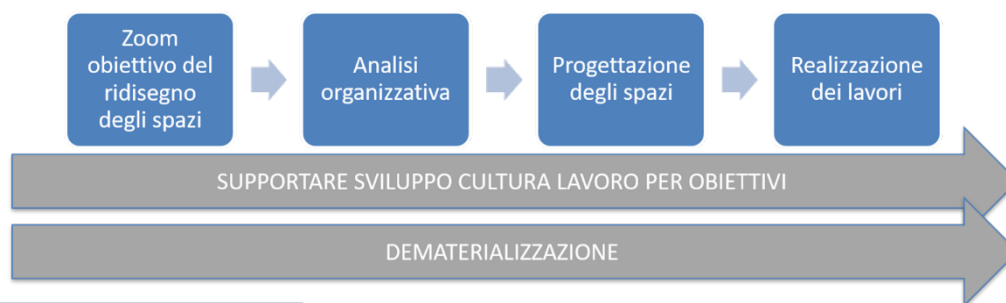 Zoom
obiettivo del
ridisegno
degli spazi
Analisi
organizzativa
Progettazione
degli spazi
Realizzazione
dei lavori
SUPPORTARE SVILUPPO CULTURA LAVORO PER OBIETTIVI
DEMATERIALIZZAZIONE